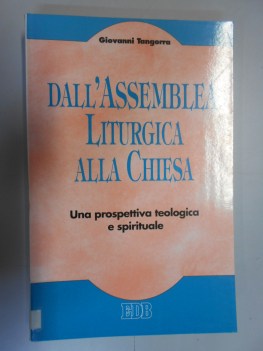 Giovanni Tangorra
DALL'ASSEMBLEA
LITURGICA
ALLA CHIESA
Una prospettiva teologica
e spirituale
EDB